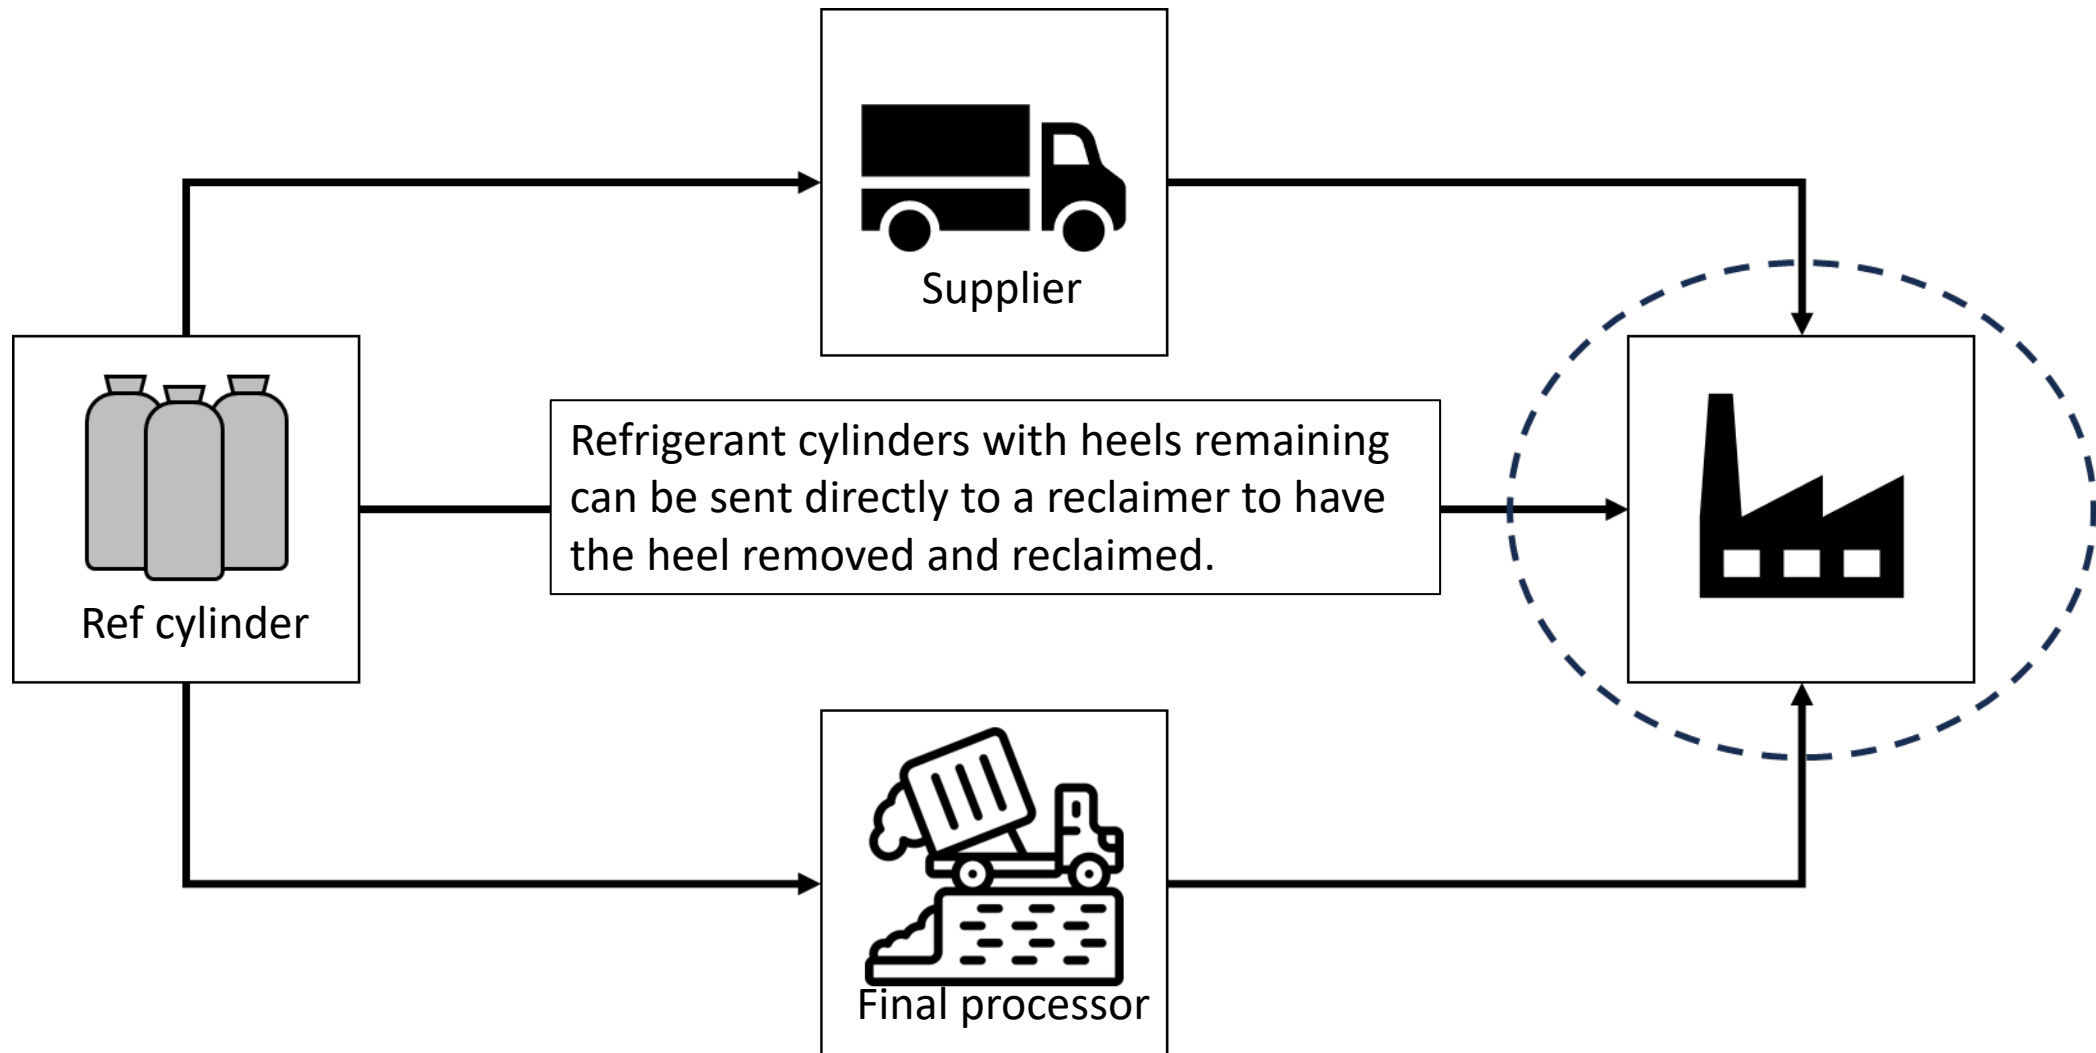 Supplier
Ref cylinder
Refrigerant cylinders with heels remaining
can be sent directly to a reclaimer to have
the heel removed and reclaimed.
Final processor